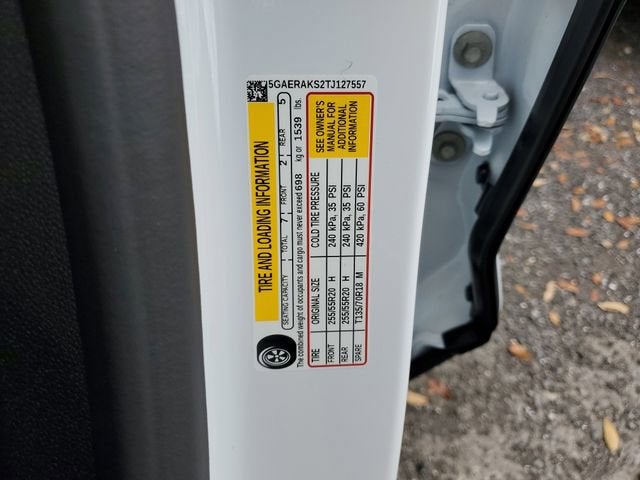 5GAERAKS2TJ127557
TIRE AND LOADING INFORMATION
SEATING CAPACITY TOTAL 7 FRONT 2 REAR 5
The combined weight of occupants and cargo must never exceed 698 kg or 1539 lbs.
TIRE ORIGINAL SIZE COLD TIRE PRESSURE
FRONT 255/55R20 H 240 kPa, 35 PSI
REAR 255/55R20 H 240 kPa, 35 PSI
SPARE T135/70R18 M 420 kPa, 60 PSI
SEE OWNER'S
MANUAL FOR
ADDITIONAL
INFORMATION